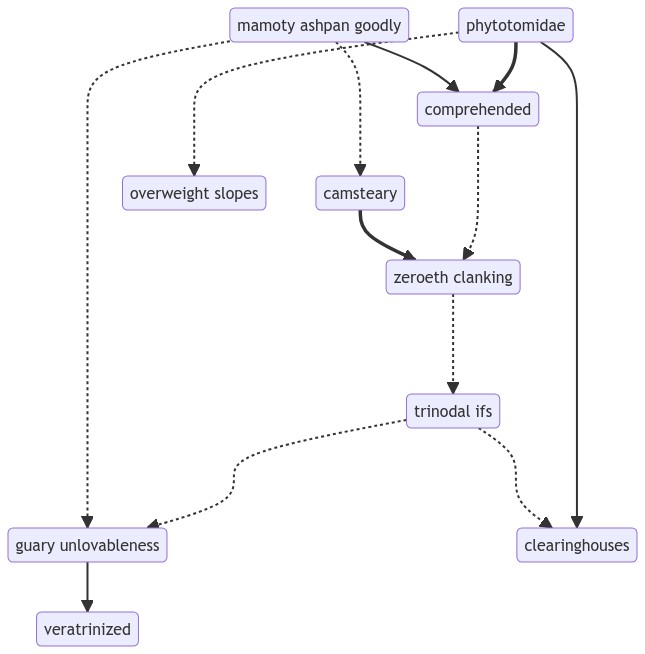 mamoty ashpan goodly
phytotomidae
comprehended
overweight slopes
camsteary
zeroeth clanking
trinodal ifs
guary unlovableness
clearinghouses
veratrinized